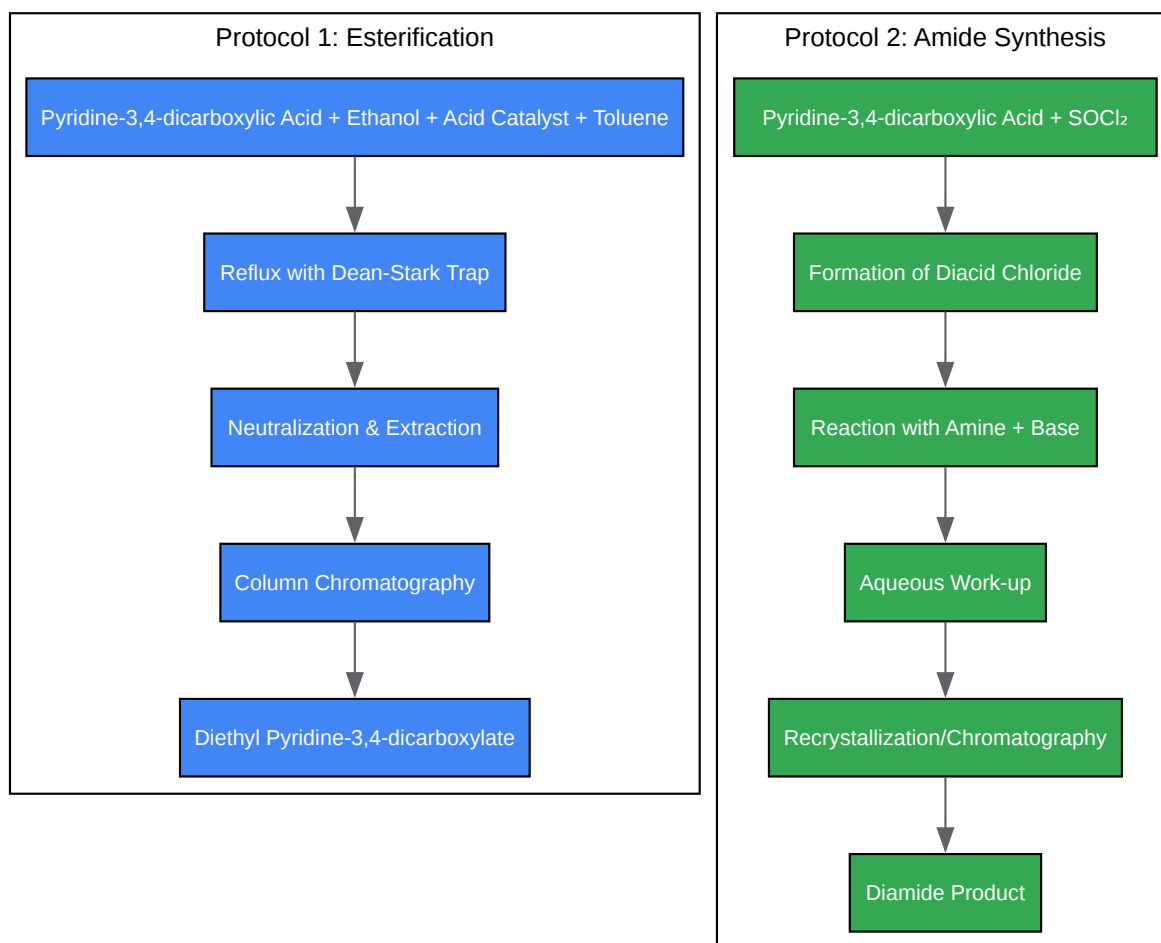 Protocol 1: Esterification
Pyridine-3,4-dicarboxylic Acid + Ethanol + Acid Catalyst + Toluene
Reflux with Dean-Stark Trap
Neutralization & Extraction
Column Chromatography
Diethyl Pyridine-3,4-dicarboxylate
Protocol 2: Amide Synthesis
Pyridine-3,4-dicarboxylic Acid + SOCl₂
Formation of Diacid Chloride
Reaction with Amine + Base
Aqueous Work-up
Recrystallization/Chromatography
Diamide Product